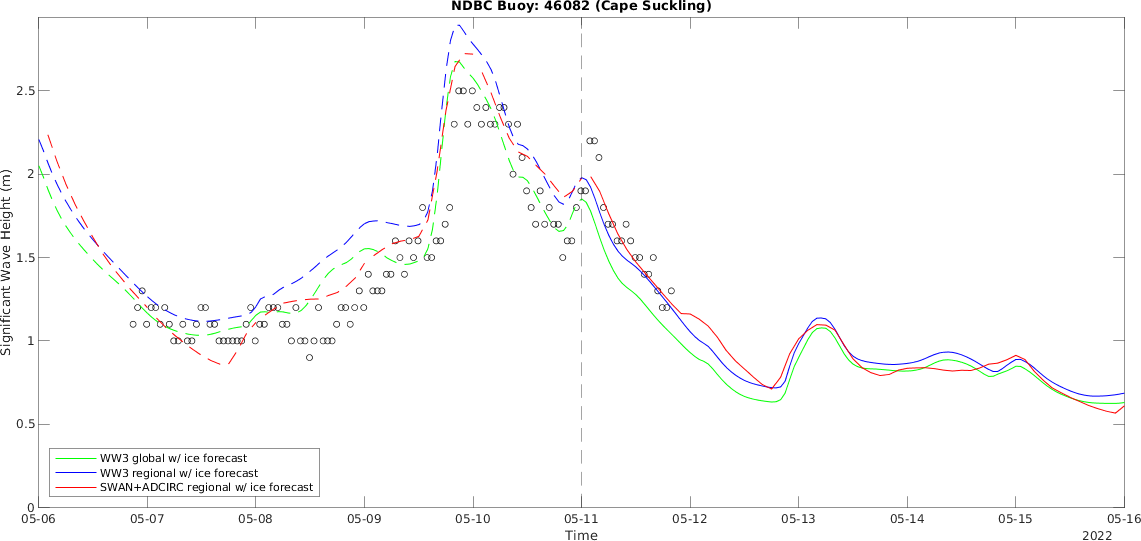 NDBC Buoy: 46082 (Cape Suckling)
2.5
2
1.5
1
0.5
0
Significant Wave Height (m)
WW3 global w/ ice forecast
WW3 regional w/ ice forecast
SWAN+ADCIRC regional w/ ice forecast
05-06 05-07 05-08 05-09 05-10 05-11 05-12 05-13 05-14 05-15 05-16
Time
2022